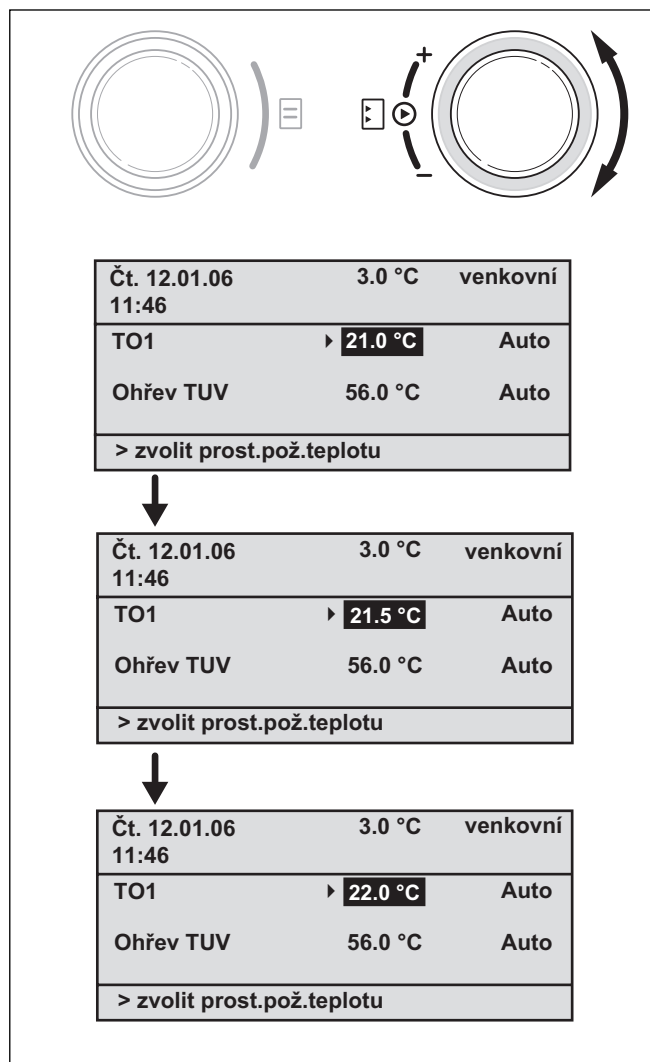 +
−
Čt. 12.01.06 3.0 °C venkovní
11:46
TO1 21.0 °C Auto
Ohřev TUV 56.0 °C Auto
> zvolit prost.pož.teplotu
Čt. 12.01.06 3.0 °C venkovní
11:46
TO1 21.5 °C Auto
Ohřev TUV 56.0 °C Auto
> zvolit prost.pož.teplotu
Čt. 12.01.06 3.0 °C venkovní
11:46
TO1 22.0 °C Auto
Ohřev TUV 56.0 °C Auto
> zvolit prost.pož.teplotu